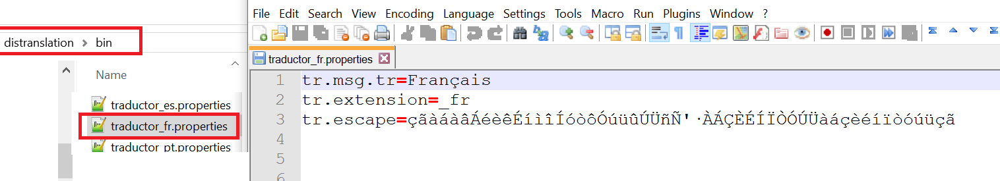 File Edit Search View Encoding Language Settings Tools Macro Run Plugins Window ?
distranslation > bin
Name
traductor_es.properties
traductor_fr.properties
traductor_pt.properties
traductor_fr.properties
1 tr.msg.tr=Français
2 tr.extension=_fr
3 tr.escape=çãàáàâÁéèêÉíìîÍóòôÓúüûÚÜñÑ'·ÀÁÇÈÉÍÏÒÓÚÜàáçèéíïòóúüçã
4
5
6